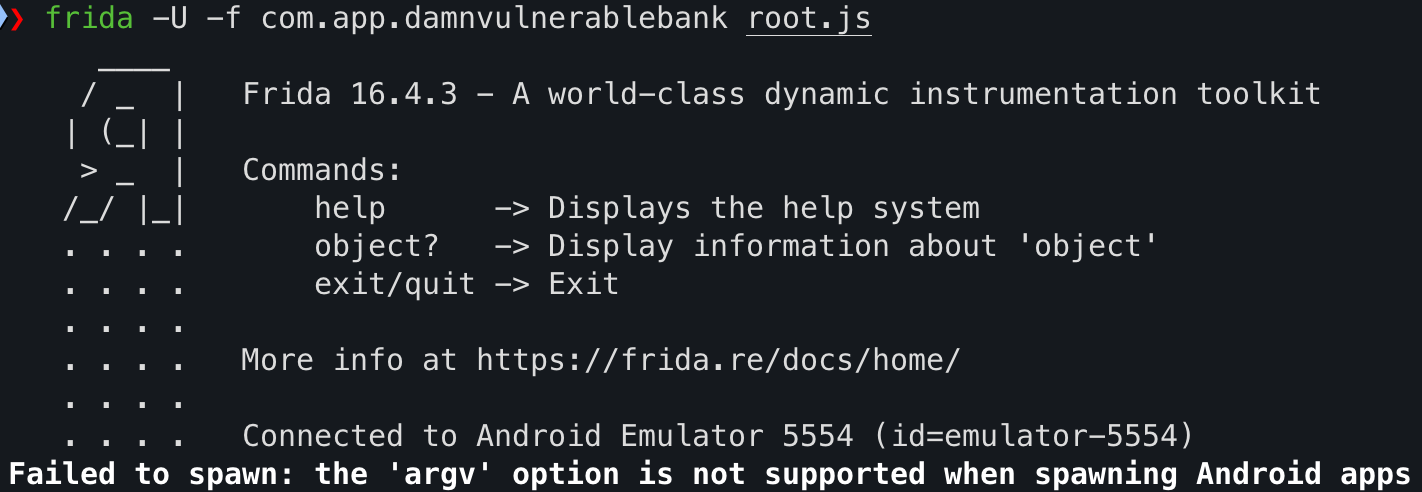 ❯ frida -U -f com.app.damnvulnerablebank root.js
     ____
    / _  |   Frida 16.4.3 - A world-class dynamic instrumentation toolkit
   | (_| |
    > _  |   Commands:
   /_/ |_|       help      -> Displays the help system
   . . . .       object?   -> Display information about 'object'
   . . . .       exit/quit -> Exit
   . . . .
   . . . .   More info at https://frida.re/docs/home/
   . . . .
   . . . .   Connected to Android Emulator 5554 (id=emulator-5554)
Failed to spawn: the 'argv' option is not supported when spawning Android apps